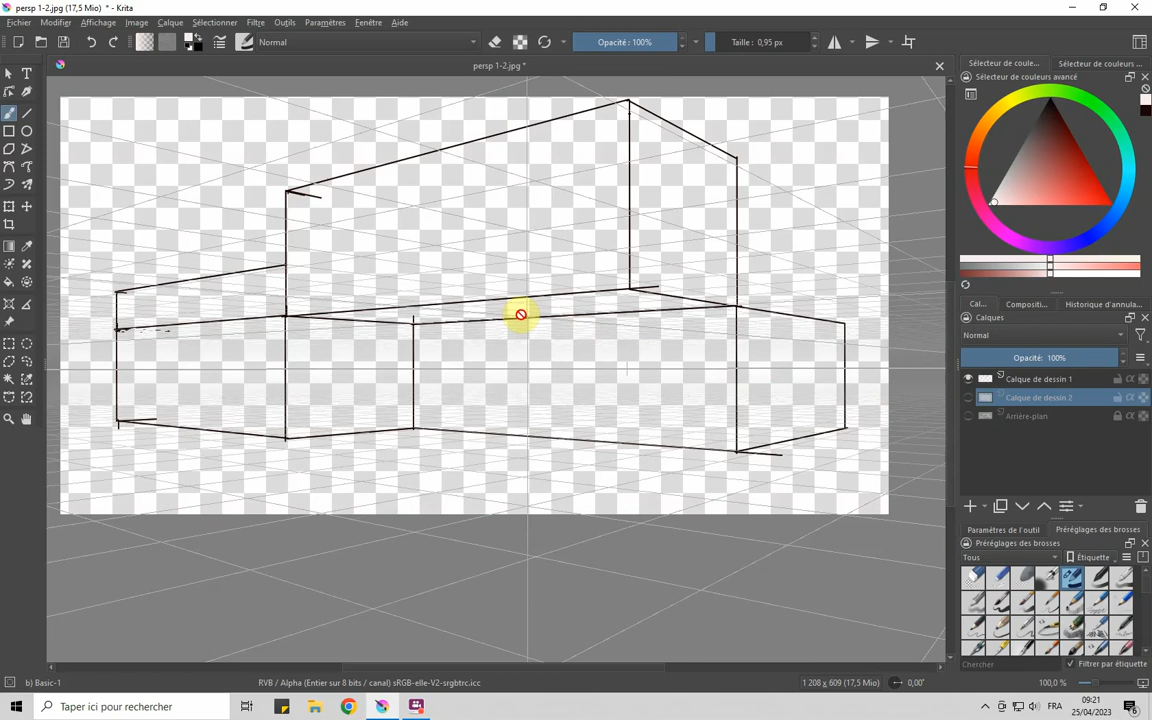 persp 1-2.jpg (17,5 Mio) * - Krita
Fichier Modifier Affichage Image Calque Sélectionner Filtre Outils Paramètres Fenêtre Aide
Normal Opacité : 100% Taille : 0,95 px
persp 1-2.jpg *
Sélecteur de coule... Sélecteur de couleurs ...
Sélecteur de couleurs avancé
Cal... Compositi... Historique d'annula...
Calques
Normal
Opacité: 100%
Calque de dessin 1
Calque de dessin 2
Arrière-plan
Paramètres de l'outil Préréglages des brosses
Préréglages des brosses
Tous Étiquette
Chercher Filtrer par étiquette
b) Basic-1 RVB / Alpha (Entier sur 8 bits / canal) sRGB-elle-V2-srgbtrc.icc 1 208 x 609 (17,5 Mio) 0,00° 100,0 %
Taper ici pour rechercher
FRA
09:21
25/04/2023
6